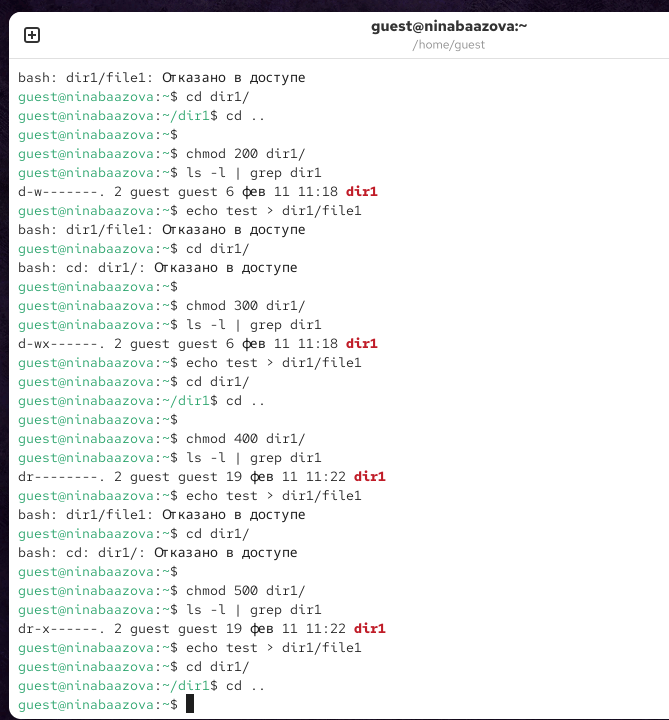 guest@ninabaazova:~
/home/guest
bash: dir1/file1: Отказано в доступе
guest@ninabaazova:~$ cd dir1/
guest@ninabaazova:~/dir1$ cd ..
guest@ninabaazova:~$
guest@ninabaazova:~$ chmod 200 dir1/
guest@ninabaazova:~$ ls -l | grep dir1
d-w-------. 2 guest guest 6 фев 11 11:18 dir1
guest@ninabaazova:~$ echo test > dir1/file1
bash: dir1/file1: Отказано в доступе
guest@ninabaazova:~$ cd dir1/
bash: cd: dir1/: Отказано в доступе
guest@ninabaazova:~$
guest@ninabaazova:~$ chmod 300 dir1/
guest@ninabaazova:~$ ls -l | grep dir1
d-wx------. 2 guest guest 6 фев 11 11:18 dir1
guest@ninabaazova:~$ echo test > dir1/file1
guest@ninabaazova:~$ cd dir1/
guest@ninabaazova:~/dir1$ cd ..
guest@ninabaazova:~$
guest@ninabaazova:~$ chmod 400 dir1/
guest@ninabaazova:~$ ls -l | grep dir1
dr--------. 2 guest guest 19 фев 11 11:22 dir1
guest@ninabaazova:~$ echo test > dir1/file1
bash: dir1/file1: Отказано в доступе
guest@ninabaazova:~$ cd dir1/
bash: cd: dir1/: Отказано в доступе
guest@ninabaazova:~$
guest@ninabaazova:~$ chmod 500 dir1/
guest@ninabaazova:~$ ls -l | grep dir1
dr-x------. 2 guest guest 19 фев 11 11:22 dir1
guest@ninabaazova:~$ echo test > dir1/file1
guest@ninabaazova:~$ cd dir1/
guest@ninabaazova:~/dir1$ cd ..
guest@ninabaazova:~$